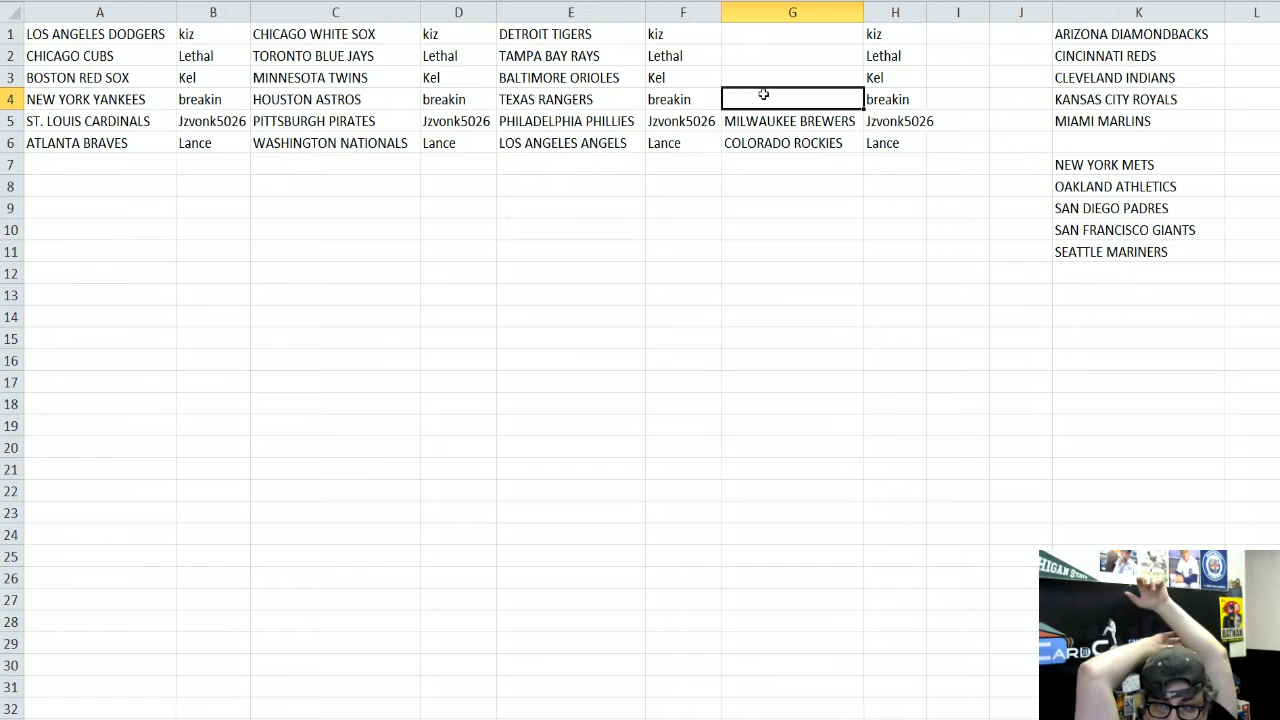 A B C D E F G H I J K L
1 LOS ANGELES DODGERS kiz CHICAGO WHITE SOX kiz DETROIT TIGERS kiz kiz ARIZONA DIAMONDBACKS
2 CHICAGO CUBS Lethal TORONTO BLUE JAYS Lethal TAMPA BAY RAYS Lethal Lethal CINCINNATI REDS
3 BOSTON RED SOX Kel MINNESOTA TWINS Kel BALTIMORE ORIOLES Kel Kel CLEVELAND INDIANS
4 NEW YORK YANKEES breakin HOUSTON ASTROS breakin TEXAS RANGERS breakin breakin KANSAS CITY ROYALS
5 ST. LOUIS CARDINALS Jzvonk5026 PITTSBURGH PIRATES Jzvonk5026 PHILADELPHIA PHILLIES Jzvonk5026 MILWAUKEE BREWERS Jzvonk5026 MIAMI MARLINS
6 ATLANTA BRAVES Lance WASHINGTON NATIONALS Lance LOS ANGELES ANGELS Lance COLORADO ROCKIES Lance
7 NEW YORK METS
8 OAKLAND ATHLETICS
9 SAN DIEGO PADRES
10 SAN FRANCISCO GIANTS
11 SEATTLE MARINERS
12
13
14
15
16
17
18
19
20
21
22
23
24
25
26
27
28
29
30
31
32
HIGAN STATE
BATMAN
CARDC